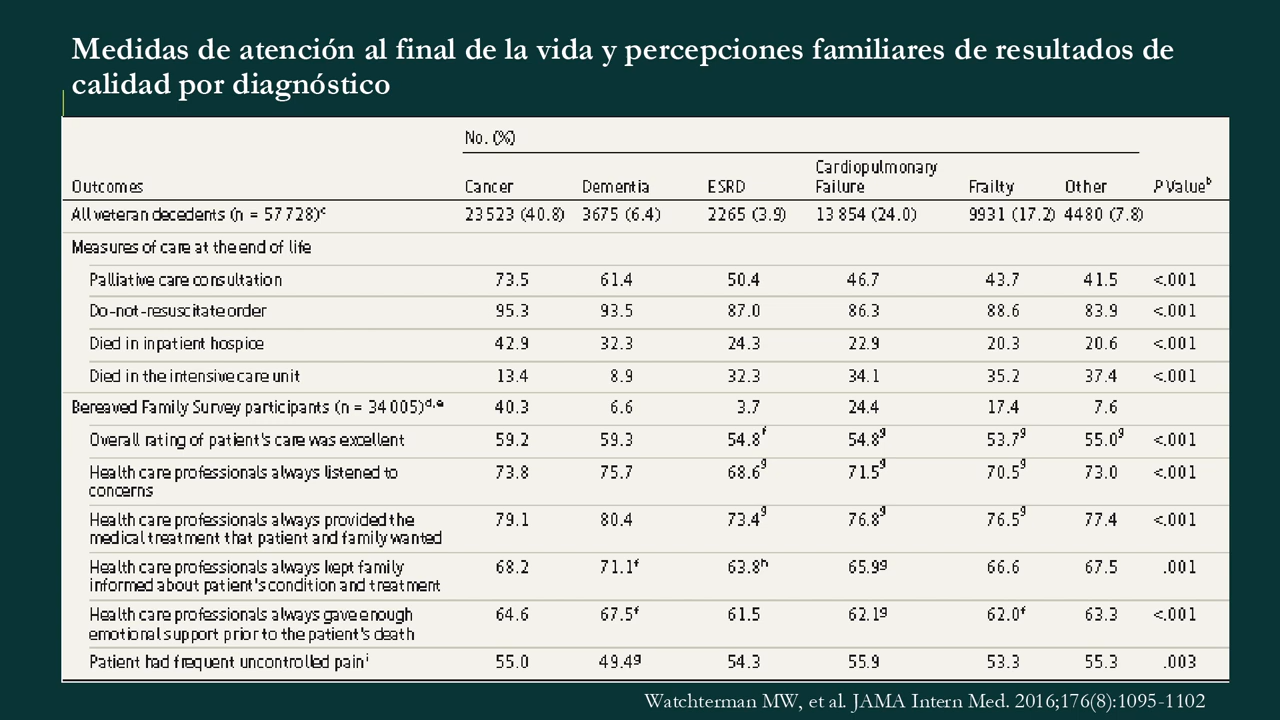 Medidas de atención al final de la vida y percepciones familiares de resultados de
calidad por diagnóstico
No. (%)
Outcomes Cancer Dementia ESRD Cardiopulmonary Failure Frailty Other P Valueᵇ
All veteran decedents (n = 57 728)ᶜ 23 523 (40.8) 3675 (6.4) 2265 (3.9) 13 854 (24.0) 9931 (17.2) 4480 (7.8)
Measures of care at the end of life
Palliative care consultation 73.5 61.4 50.4 46.7 43.7 41.5 <.001
Do-not-resuscitate order 95.3 93.5 87.0 86.3 88.6 83.9 <.001
Died in inpatient hospice 42.9 32.3 24.3 22.9 20.3 20.6 <.001
Died in the intensive care unit 13.4 8.9 32.3 34.1 35.2 37.4 <.001
Bereaved Family Survey participants (n = 34 005)ᵈ,ᵉ 40.3 6.6 3.7 24.4 17.4 7.6
Overall rating of patient's care was excellent 59.2 59.3 54.8ᶠ 54.8ᵍ 53.7ᵍ 55.0ᵍ <.001
Health care professionals always listened to 73.8 75.7 68.6ᵍ 71.5ᵍ 70.5ᵍ 73.0 <.001
concerns
Health care professionals always provided the 79.1 80.4 73.4ᵍ 76.8ᵍ 76.5ᵍ 77.4 <.001
medical treatment that patient and family wanted
Health care professionals always kept family 68.2 71.1ᶠ 63.8ʰ 65.9ᵍ 66.6 67.5 .001
informed about patient's condition and treatment
Health care professionals always gave enough 64.6 67.5ᶠ 61.5 62.1ᵍ 62.0ᶠ 63.3 <.001
emotional support prior to the patient's death
Patient had frequent uncontrolled painⁱ 55.0 49.4ᵍ 54.3 55.9 53.3 55.3 .003
Watchterman MW, et al. JAMA Intern Med. 2016;176(8):1095-1102